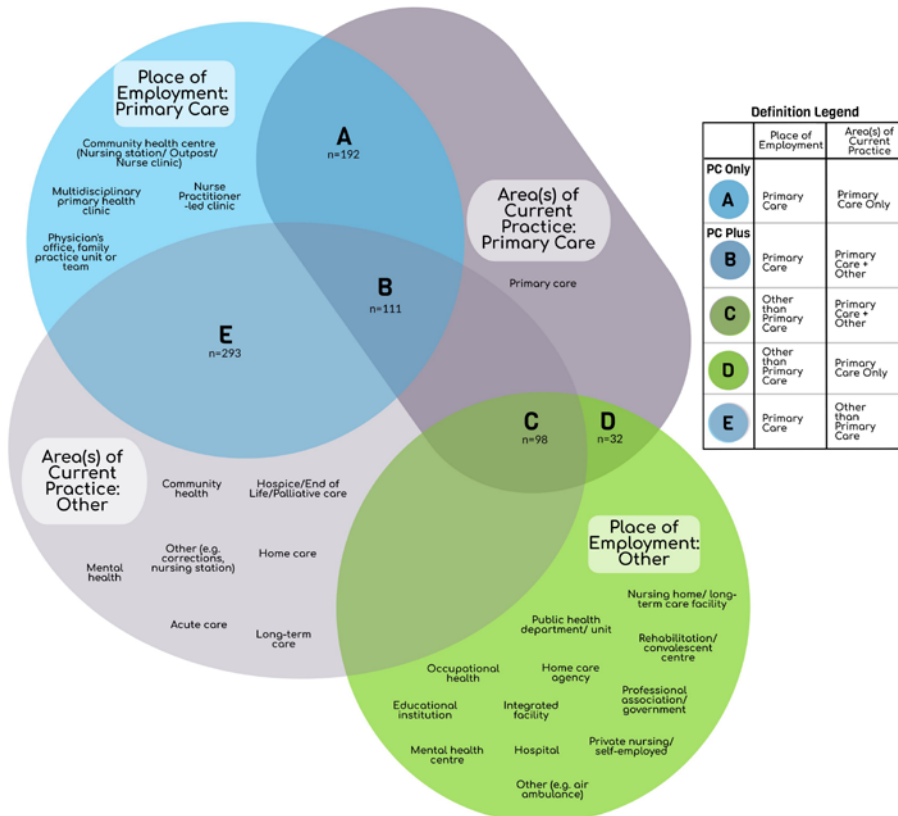 Place of
Employment:
Primary Care
Community health centre
(Nursing station/ Outpost/
Nurse clinic)
Multidisciplinary
primary health
clinic
Nurse
Practitioner
-led clinic
Physician's
office, family
practice unit or
team
A
n=192
Area(s) of
Current
Practice:
Primary Care
Primary care
B
n=111
E
n=293
C
n=98
D
n=32
Area(s) of
Current
Practice:
Other
Community
health
Hospice/End of
Life/Palliative care
Mental
health
Other (e.g.
corrections,
nursing station)
Home care
Acute care
Long-term
care
Place of
Employment:
Other
Nursing home/ long-
term care facility
Public health
department/ unit
Rehabilitation/
convalescent
centre
Occupational
health
Home care
agency
Professional
association/
government
Educational
institution
Integrated
facility
Mental health
centre
Hospital
Private nursing/
self-employed
Other (e.g. air
ambulance)
Definition Legend
Place of
Employment
Area(s) of
Current
Practice
PC Only
A
Primary
Care
Primary
Care Only
PC Plus
B
Primary
Care
Primary
Care +
Other
C
Other
than
Primary
Care
Primary
Care +
Other
D
Other
than
Primary
Care
Primary
Care Only
E
Primary
Care
Other
than
Primary
Care